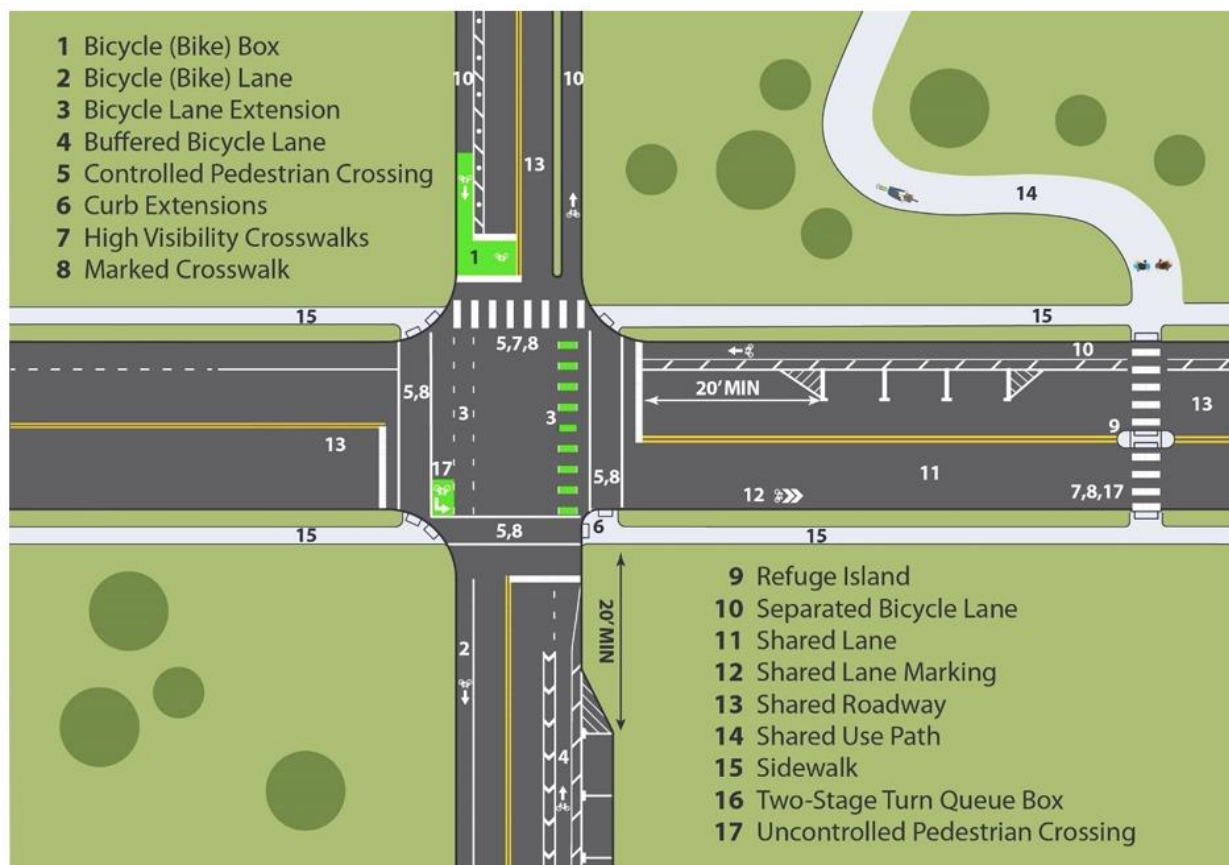 1 Bicycle (Bike) Box
2 Bicycle (Bike) Lane
3 Bicycle Lane Extension
4 Buffered Bicycle Lane
5 Controlled Pedestrian Crossing
6 Curb Extensions
7 High Visibility Crosswalks
8 Marked Crosswalk
10
10
13
14
1
15
15
5,7,8
10
5,8
3
3
20' MIN
13
13
9
17
5,8
11
12
7,8,17
15
5,8
6
15
9 Refuge Island
10 Separated Bicycle Lane
11 Shared Lane
12 Shared Lane Marking
13 Shared Roadway
14 Shared Use Path
15 Sidewalk
16 Two-Stage Turn Queue Box
17 Uncontrolled Pedestrian Crossing
20' MIN
2
4